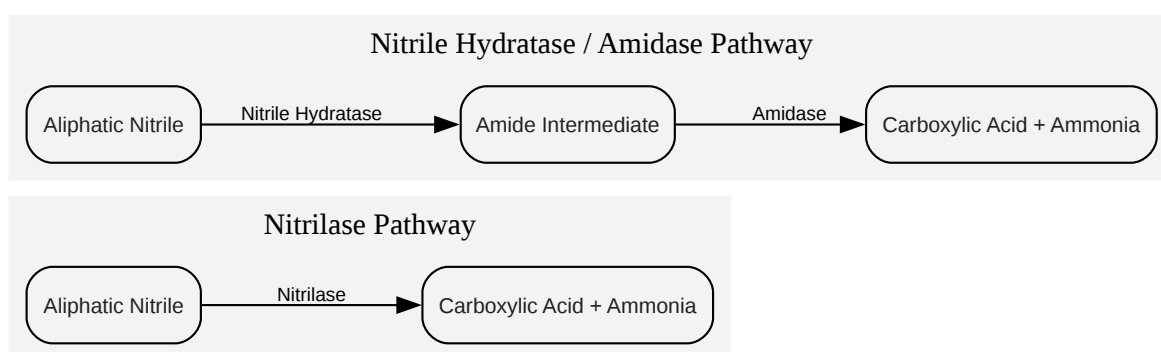 Nitrile Hydratase / Amidase Pathway
Aliphatic Nitrile
Nitrile Hydratase
Amide Intermediate
Amidase
Carboxylic Acid + Ammonia
Nitrilase Pathway
Aliphatic Nitrile
Nitrilase
Carboxylic Acid + Ammonia